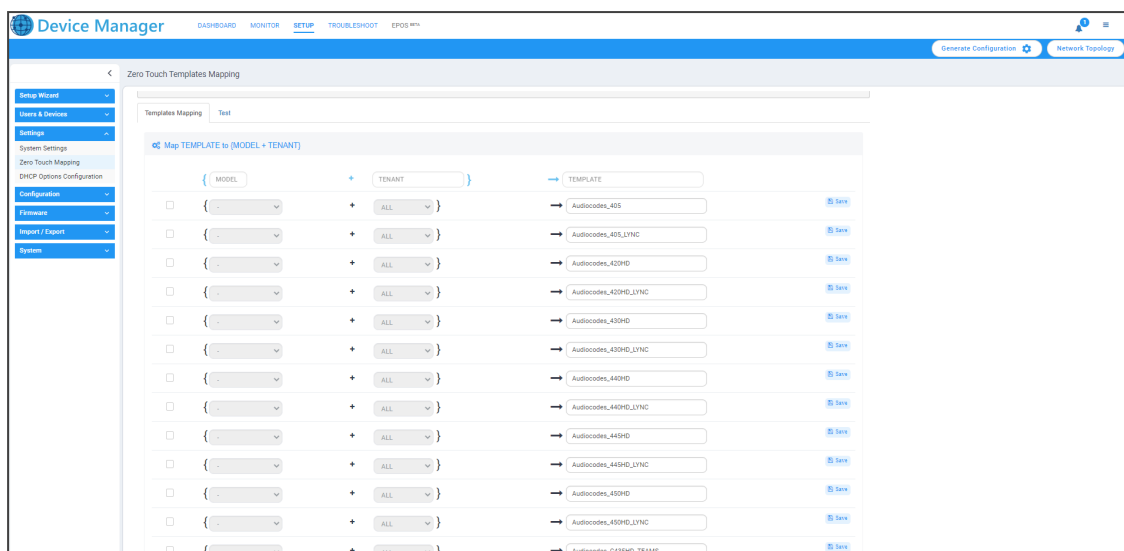 Device Manager DASHBOARD MONITOR SETUP TROUBLESHOOT EPOS BETA 1
Generate Configuration Network Topology
Zero Touch Templates Mapping
Setup Wizard
Users & Devices
Settings
System Settings
Zero Touch Mapping
DHCP Options Configuration
Configuration
Firmware
Import / Export
System
Templates Mapping Test
Map TEMPLATE to {MODEL + TENANT}
{ MODEL + TENANT } → TEMPLATE
{ - + ALL } → Audiocodes_405 Save
{ - + ALL } → Audiocodes_405_LYNC Save
{ - + ALL } → Audiocodes_420HD Save
{ - + ALL } → Audiocodes_420HD_LYNC Save
{ - + ALL } → Audiocodes_430HD Save
{ - + ALL } → Audiocodes_430HD_LYNC Save
{ - + ALL } → Audiocodes_440HD Save
{ - + ALL } → Audiocodes_440HD_LYNC Save
{ - + ALL } → Audiocodes_445HD Save
{ - + ALL } → Audiocodes_445HD_LYNC Save
{ - + ALL } → Audiocodes_450HD Save
{ - + ALL } → Audiocodes_450HD_LYNC Save
{ - + ALL } → Audiocodes_C435HD_TEAMS Save